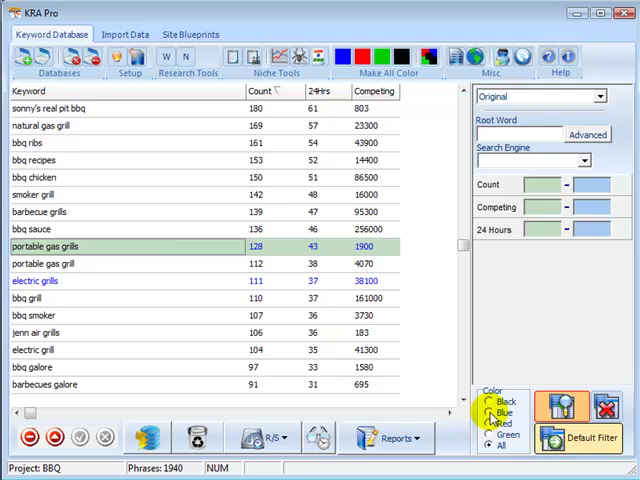 KRA Pro
Keyword Database Import Data Site Blueprints
W N
Databases Setup Research Tools Niche Tools Make All Color Misc Help
Keyword Count 24Hrs Competing
sonny's real pit bbq 180 61 803
natural gas grill 169 57 23300
bbq ribs 161 54 43900
bbq recipes 153 52 14400
bbq chicken 150 51 86500
smoker grill 142 48 16000
barbecue grills 139 47 95300
bbq sauce 136 46 256000
portable gas grills 128 43 1900
portable gas grill 112 38 4070
electric grills 111 37 38100
bbq grill 110 37 161000
bbq smoker 107 36 3730
jenn air grills 106 36 183
electric grill 104 35 41300
bbq galore 97 33 1580
barbecues galore 91 31 695
Original
Root Word
Advanced
Search Engine
Count -
Competing -
24 Hours -
Color
Black
Blue
Red
Green
All
Default Filter
R/S
Reports
Project: BBQ Phrases: 1940 NUM